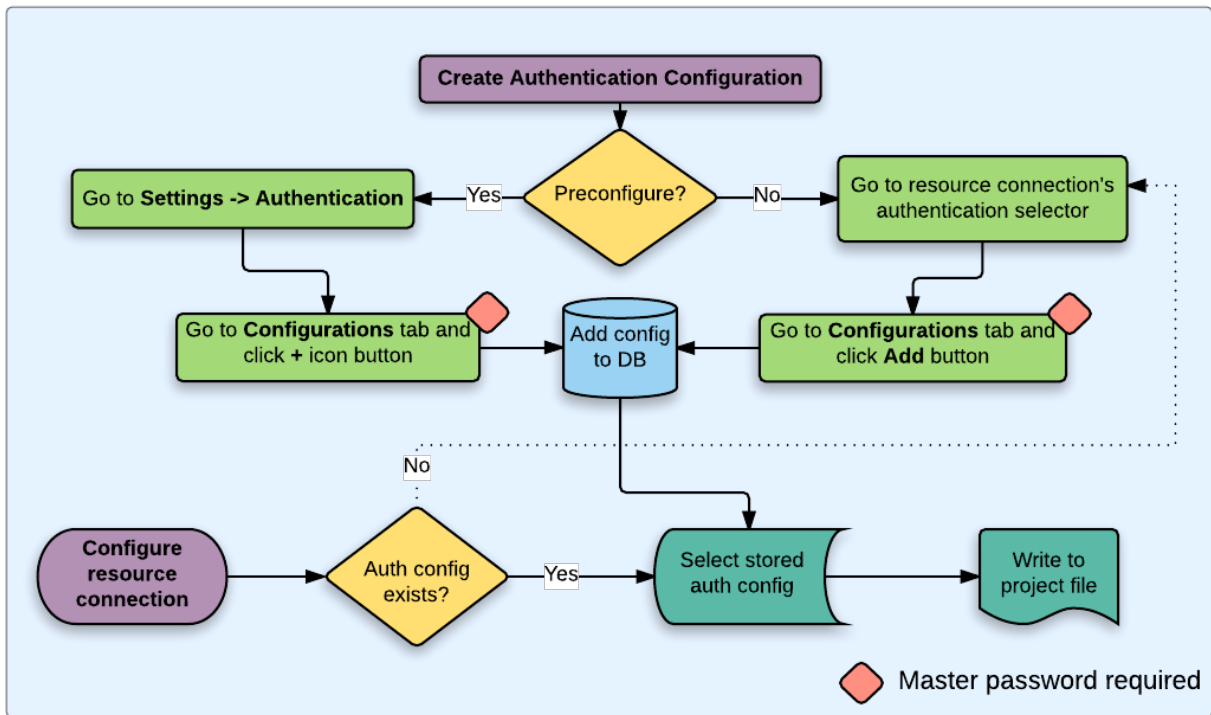 Create Authentication Configuration
Preconfigure?
Yes
No
Go to Settings -> Authentication
Go to resource connection's
authentication selector
Go to Configurations tab and
click + icon button
Add config
to DB
Go to Configurations tab and
click Add button
No
Configure
resource
connection
Auth config
exists?
Yes
Select stored
auth config
Write to
project file
Master password required